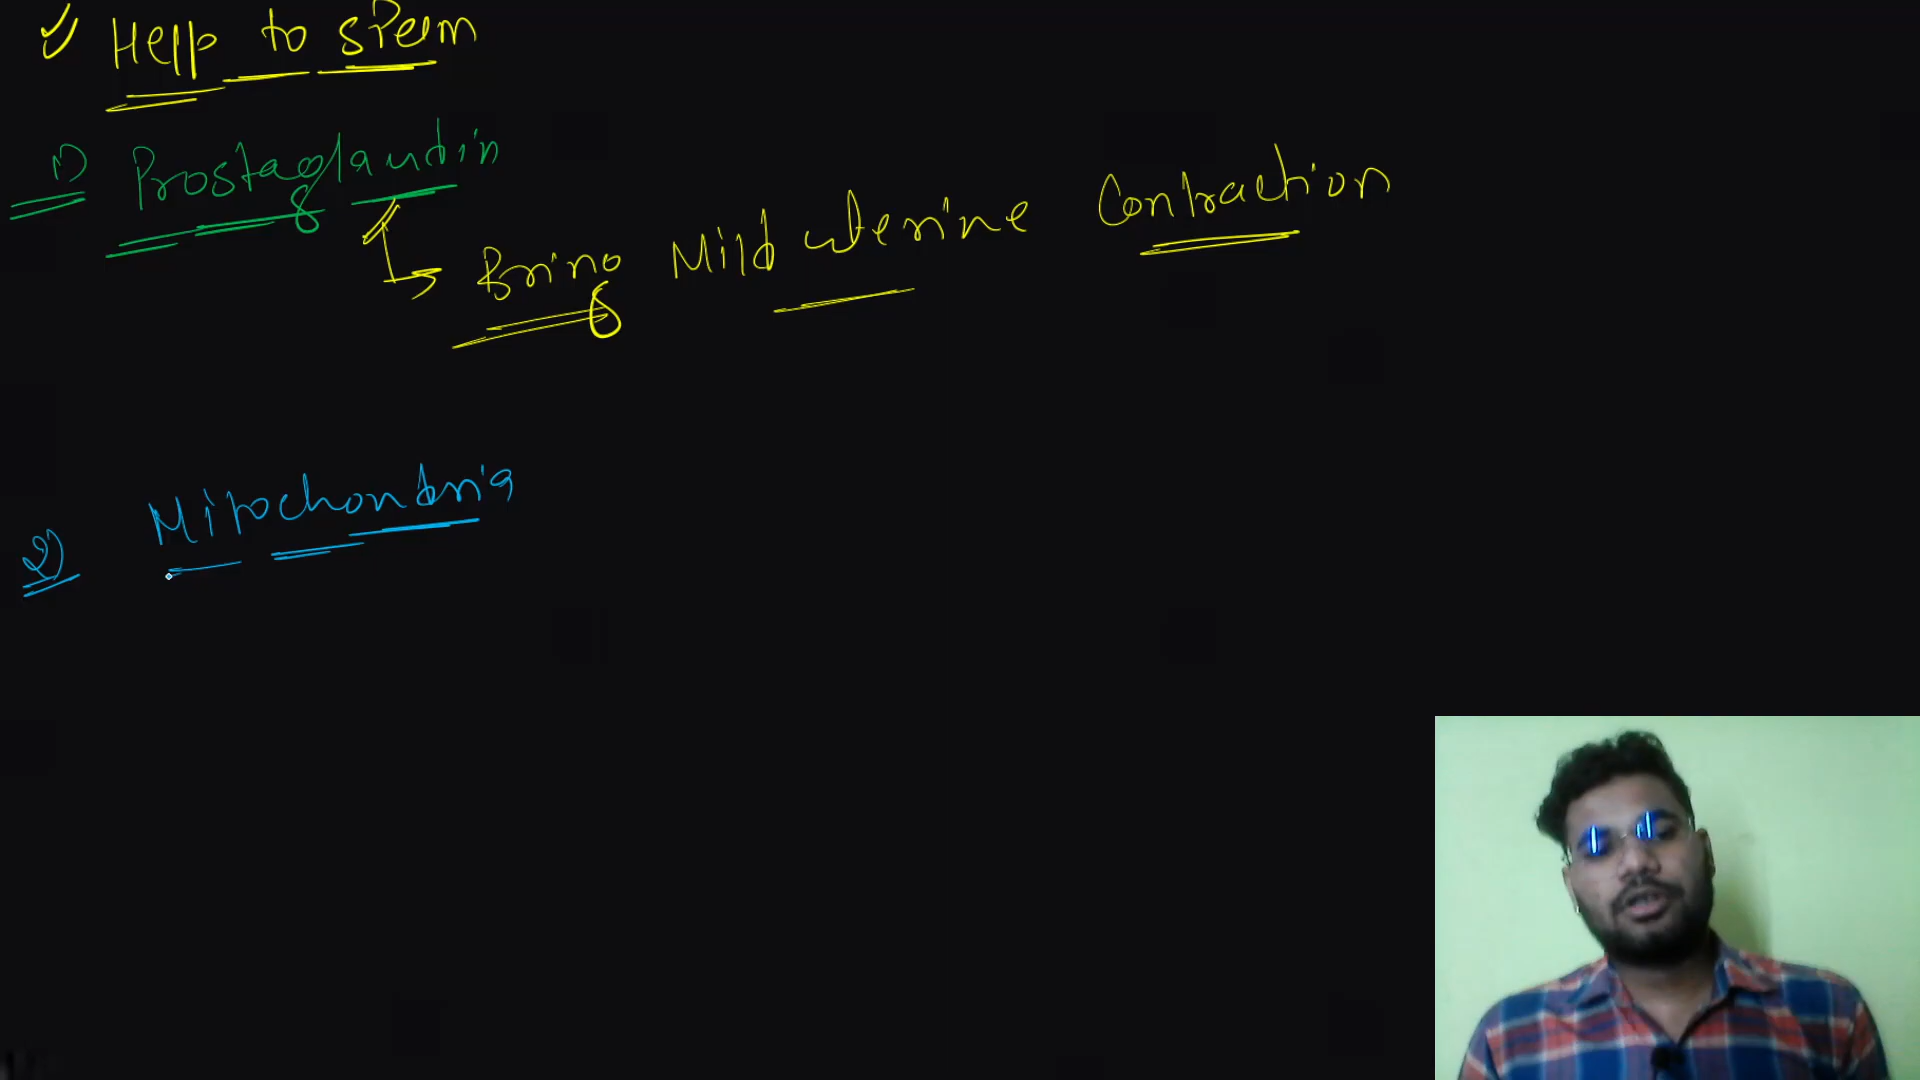 Help to sperm
1) Prostaglandin
Bring Mild uterine Contraction
2) Mitochondria